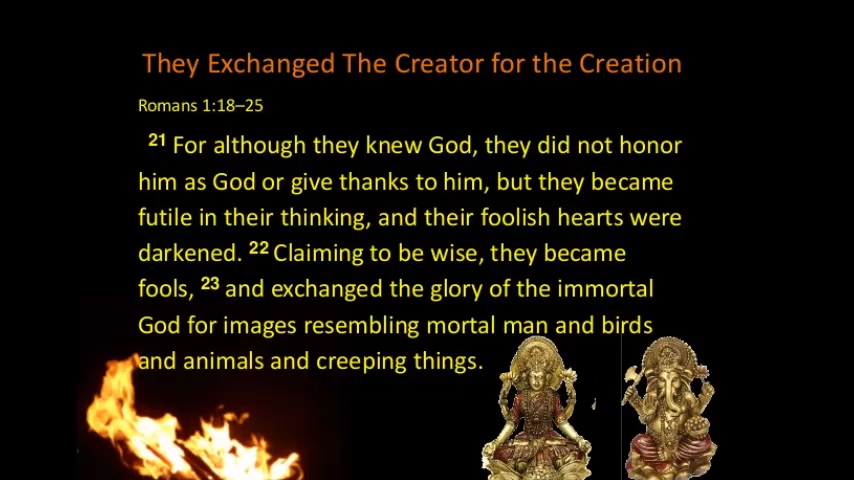 They Exchanged The Creator for the Creation
Romans 1:18–25
21 For although they knew God, they did not honor
him as God or give thanks to him, but they became
futile in their thinking, and their foolish hearts were
darkened. 22 Claiming to be wise, they became
fools, 23 and exchanged the glory of the immortal
God for images resembling mortal man and birds
and animals and creeping things.